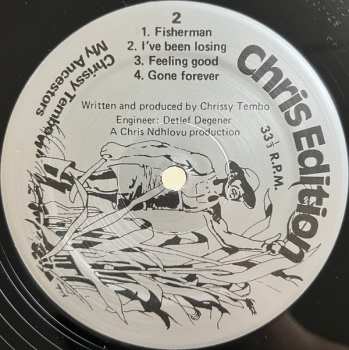 2
1. Fisherman
2. I've been losing
3. Feeling good
4. Gone forever
Written and produced by Chrissy Tembo
Engineer: Detlef Degener
A Chris Ndhlovu production
Chrissy Tembo
My Ancestors
Chris Edition
33⅓ R.P.M.